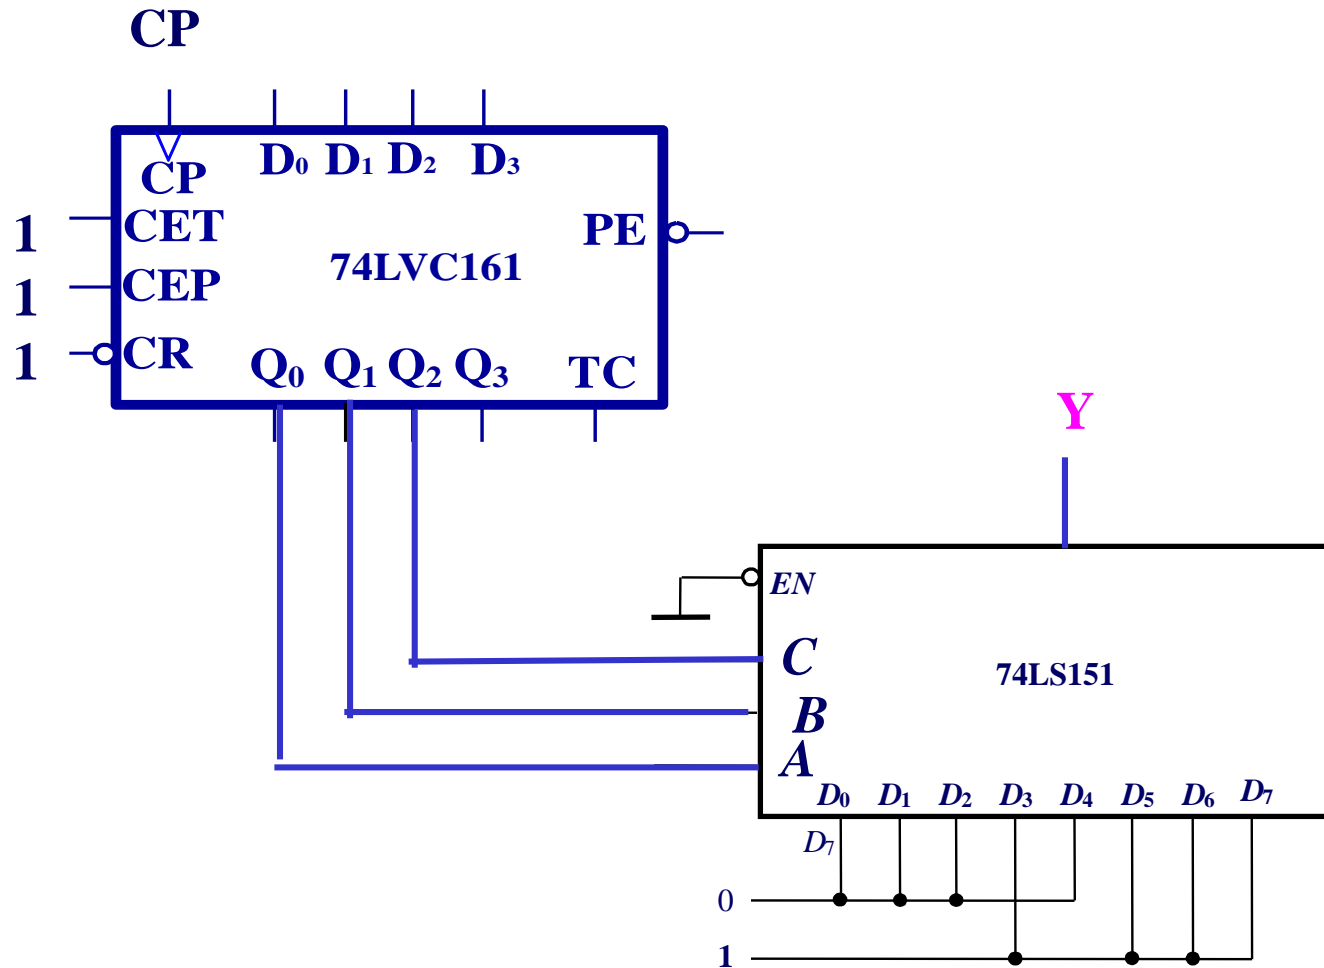 CP
D0 D1 D2 D3
CP
1 CET PE
74LVC161
1 CEP
1 CR Q0 Q1 Q2 Q3 TC
Y
EN
C 74LS151
B
A
D0 D1 D2 D3 D4 D5 D6 D7
D7
0
1